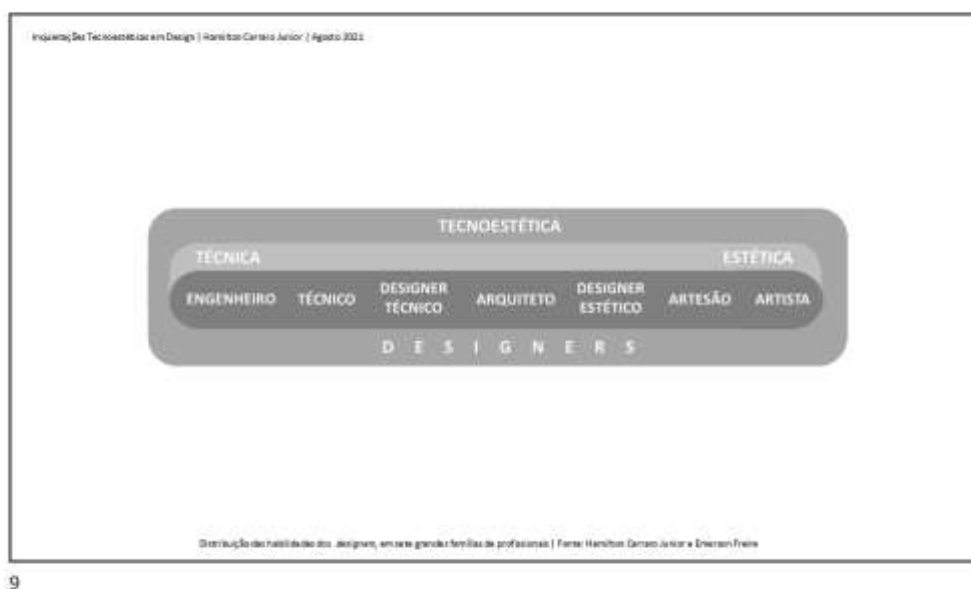 Inquietações Tecnoestéticas em Design | Hamilton Carraro Junior | Agosto 2021
TECNOESTÉTICA
TÉCNICA ESTÉTICA
ENGENHEIRO TÉCNICO DESIGNER TÉCNICO ARQUITETO DESIGNER ESTÉTICO ARTESÃO ARTISTA
D E S I G N E R S
Distribuição das habilidades dos designers, em sete grandes famílias de profissionais | Fonte: Hamilton Carraro Junior e Emerson Freire
9